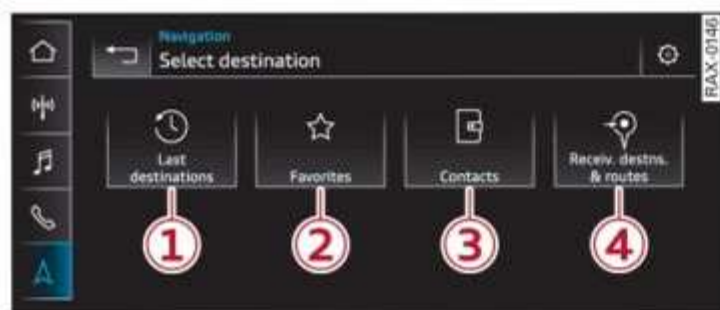 Navigation
Select destination
RAX-0146
Last
destinations
Favorites
Contacts
Receiv. destns.
& routes
1
2
3
4